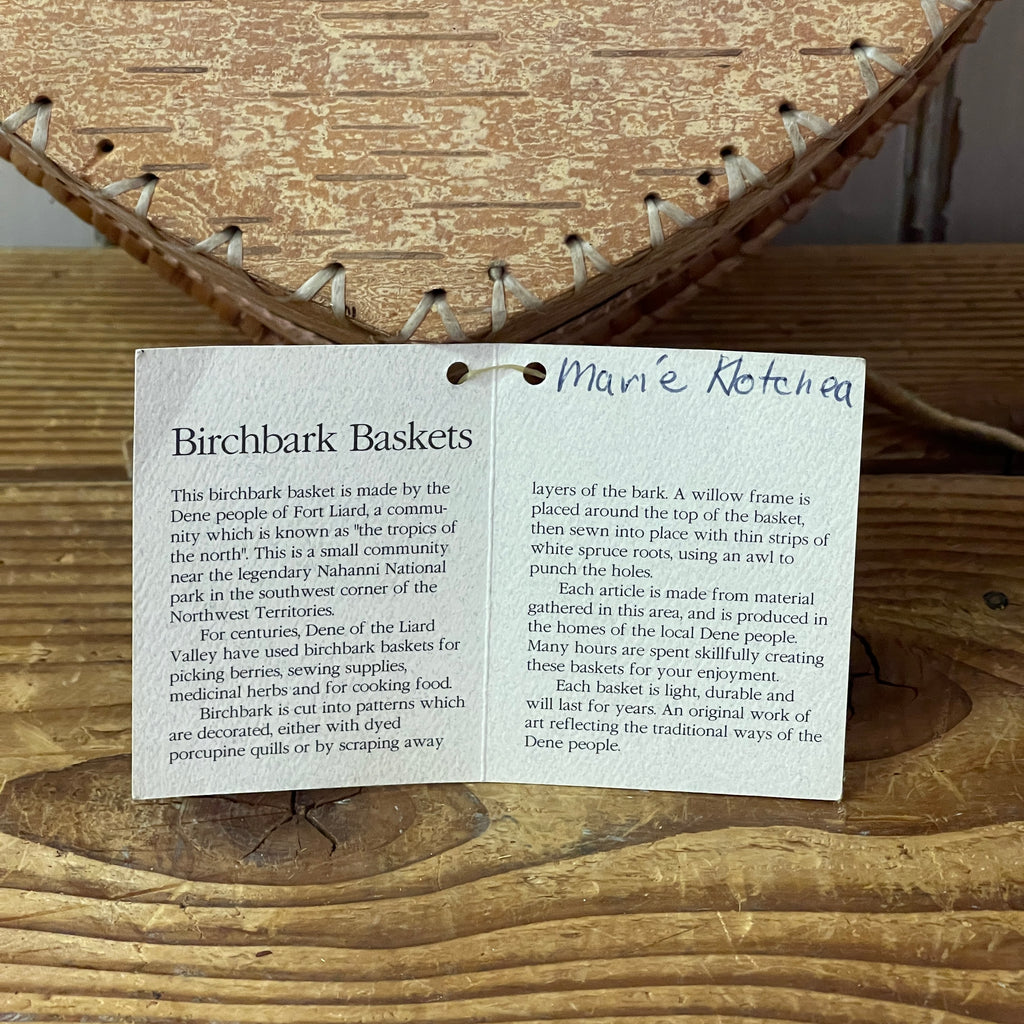 Marie Klotchea
Birchbark Baskets
This birchbark basket is made by the
Dene people of Fort Liard, a commu-
nity which is known as "the tropics of
the north". This is a small community
near the legendary Nahanni National
park in the southwest corner of the
Northwest Territories.
For centuries, Dene of the Liard
Valley have used birchbark baskets for
picking berries, sewing supplies,
medicinal herbs and for cooking food.
Birchbark is cut into patterns which
are decorated, either with dyed
porcupine quills or by scraping away
layers of the bark. A willow frame is
placed around the top of the basket,
then sewn into place with thin strips of
white spruce roots, using an awl to
punch the holes.
Each article is made from material
gathered in this area, and is produced in
the homes of the local Dene people.
Many hours are spent skillfully creating
these baskets for your enjoyment.
Each basket is light, durable and
will last for years. An original work of
art reflecting the traditional ways of the
Dene people.